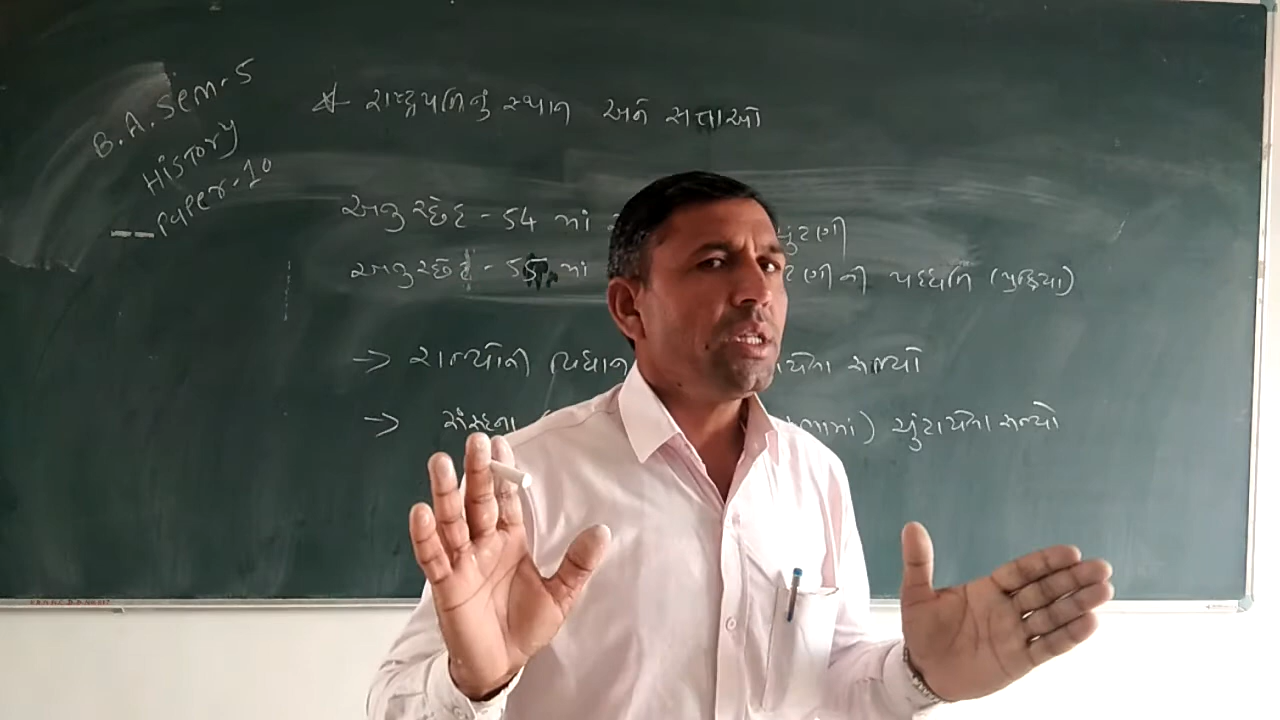 B.A. Sem-5
History
Paper-10
* રાષ્ટ્રપતિનું સ્થાન અને સત્તાઓ
અનુચ્છેદ - 54 માં ચુંટણી
અનુચ્છેદ - 55 માં ટણીની પદ્ધતિ (પ્રક્રિયા)
→ રાજ્યોની વિધાન યેલા સભ્યો
→ સંસદના ( ભામાં) ચુંટાયેલા સભ્યો